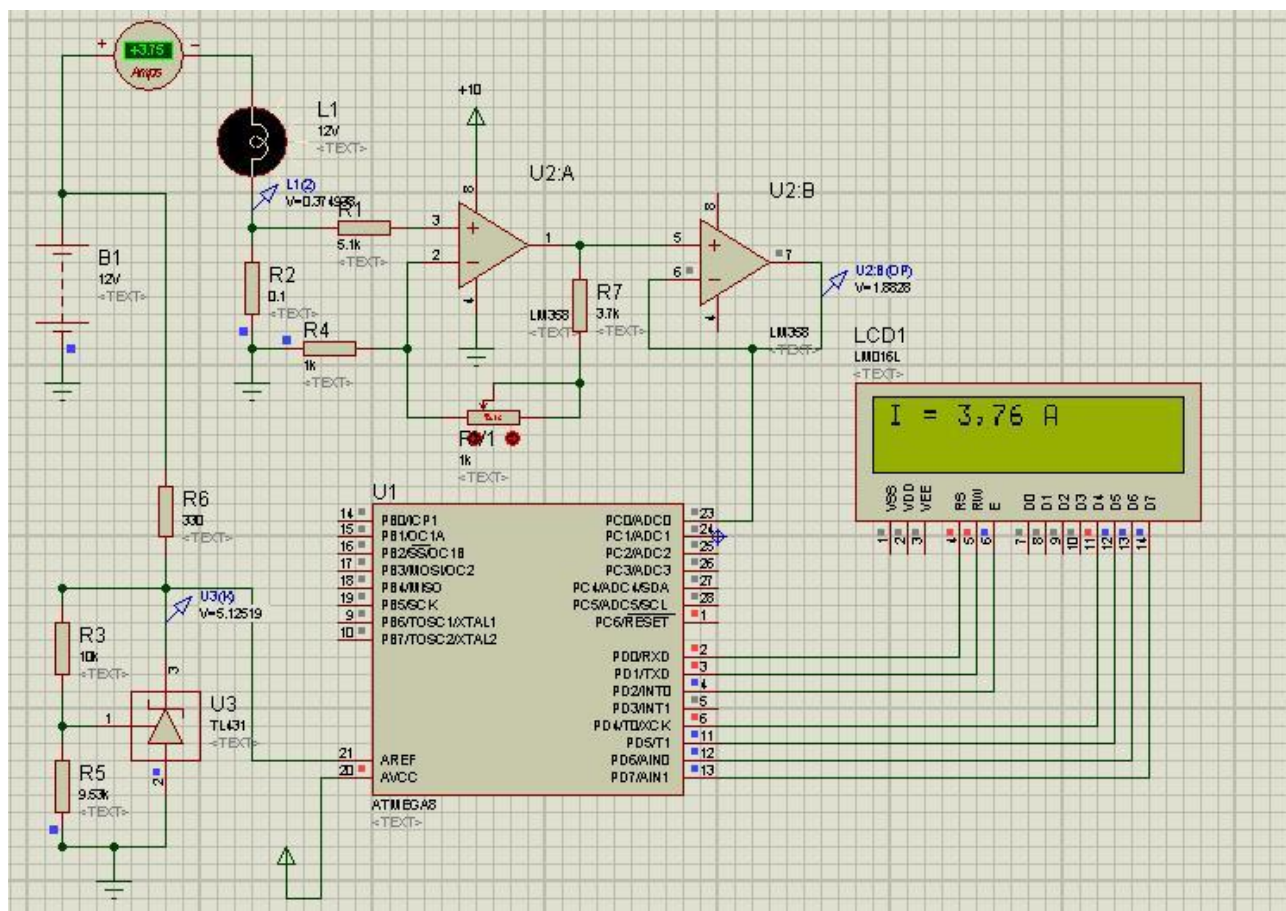 +3.75
Amps
+
-
L1
12V
<TEXT>
L1(2)
V=0.374938
+10
U2:A
U2:B
R1
5.1k
<TEXT>
3
2
1
8
4
5
6
7
8
4
U2:B(OP)
V=1.8828
B1
12V
<TEXT>
R2
0.1
<TEXT>
R4
1k
<TEXT>
R7
3.7k
<TEXT>
LM358
<TEXT>
LM358
<TEXT>
1k
<TEXT>
LCD1
LM016L
<TEXT>
I = 3,76 A
VSS
VDD
VEE
RS
RW
E
D0
D1
D2
D3
D4
D5
D6
D7
1
2
3
4
5
6
7
8
9
10
11
12
13
14
R6
330
<TEXT>
U3(K)
V=5.12519
R3
10k
<TEXT>
U3
TL431
<TEXT>
3
1
2
R5
9.53k
<TEXT>
U1
14 PB0/ICP1
15 PB1/OC1A
16 PB2/SS/OC1B
17 PB3/MOSI/OC2
18 PB4/MISO
19 PB5/SCK
9 PB6/TOSC1/XTAL1
10 PB7/TOSC2/XTAL2
21 AREF
20 AVCC
PC0/ADC0 23
PC1/ADC1 24
PC2/ADC2 25
PC3/ADC3 26
PC4/ADC4/SDA 27
PC5/ADC5/SCL 28
PC6/RESET 1
PD0/RXD 2
PD1/TXD 3
PD2/INT0 4
PD3/INT1 5
PD4/T0/XCK 6
PD5/T1 11
PD6/AIN0 12
PD7/AIN1 13
ATMEGA8
<TEXT>